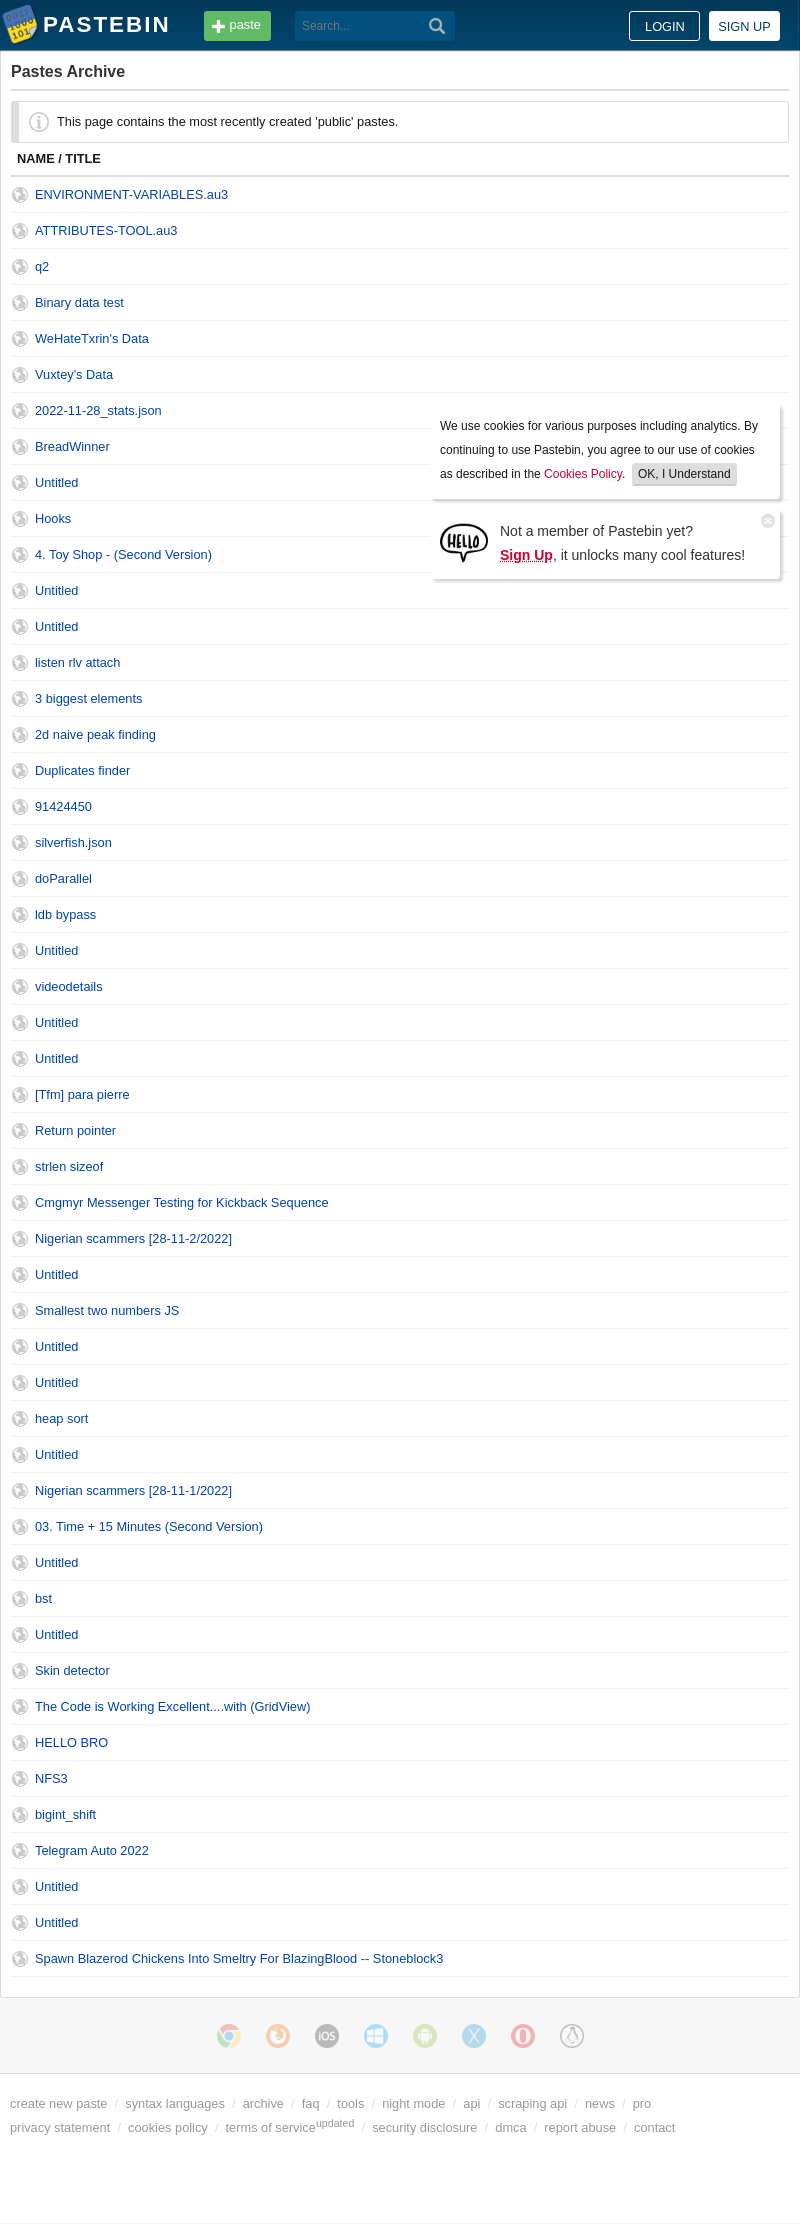 PASTEBIN paste Search... LOGIN SIGN UP
Pastes Archive
This page contains the most recently created 'public' pastes.
NAME / TITLE
ENVIRONMENT-VARIABLES.au3
ATTRIBUTES-TOOL.au3
q2
Binary data test
WeHateTxrin's Data
Vuxtey's Data
2022-11-28_stats.json
BreadWinner
Untitled
Hooks
4. Toy Shop - (Second Version)
Untitled
Untitled
listen rlv attach
3 biggest elements
2d naive peak finding
Duplicates finder
91424450
silverfish.json
doParallel
ldb bypass
Untitled
videodetails
Untitled
Untitled
[Tfm] para pierre
Return pointer
strlen sizeof
Cmgmyr Messenger Testing for Kickback Sequence
Nigerian scammers [28-11-2/2022]
Untitled
Smallest two numbers JS
Untitled
Untitled
heap sort
Untitled
Nigerian scammers [28-11-1/2022]
03. Time + 15 Minutes (Second Version)
Untitled
bst
Untitled
Skin detector
The Code is Working Excellent....with (GridView)
HELLO BRO
NFS3
bigint_shift
Telegram Auto 2022
Untitled
Untitled
Spawn Blazerod Chickens Into Smeltry For BlazingBlood -- Stoneblock3
We use cookies for various purposes including analytics. By
continuing to use Pastebin, you agree to our use of cookies
as described in the Cookies Policy. OK, I Understand
HELLO
Not a member of Pastebin yet?
Sign Up, it unlocks many cool features!
iOS
create new paste / syntax languages / archive / faq / tools / night mode / api / scraping api / news / pro
privacy statement / cookies policy / terms of service updated / security disclosure / dmca / report abuse / contact